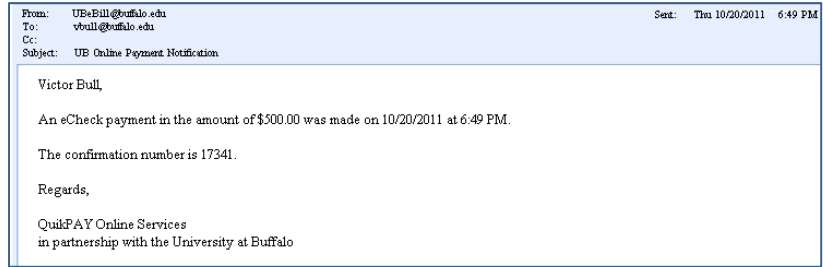 From: UBeBill@buffalo.edu Sent: Thu 10/20/2011 6:49 PM
To: vbull@buffalo.edu
Cc:
Subject: UB Online Payment Notification
Victor Bull,
An eCheck payment in the amount of $500.00 was made on 10/20/2011 at 6:49 PM.
The confirmation number is 17341.
Regards,
QuikPAY Online Services
in partnership with the University at Buffalo